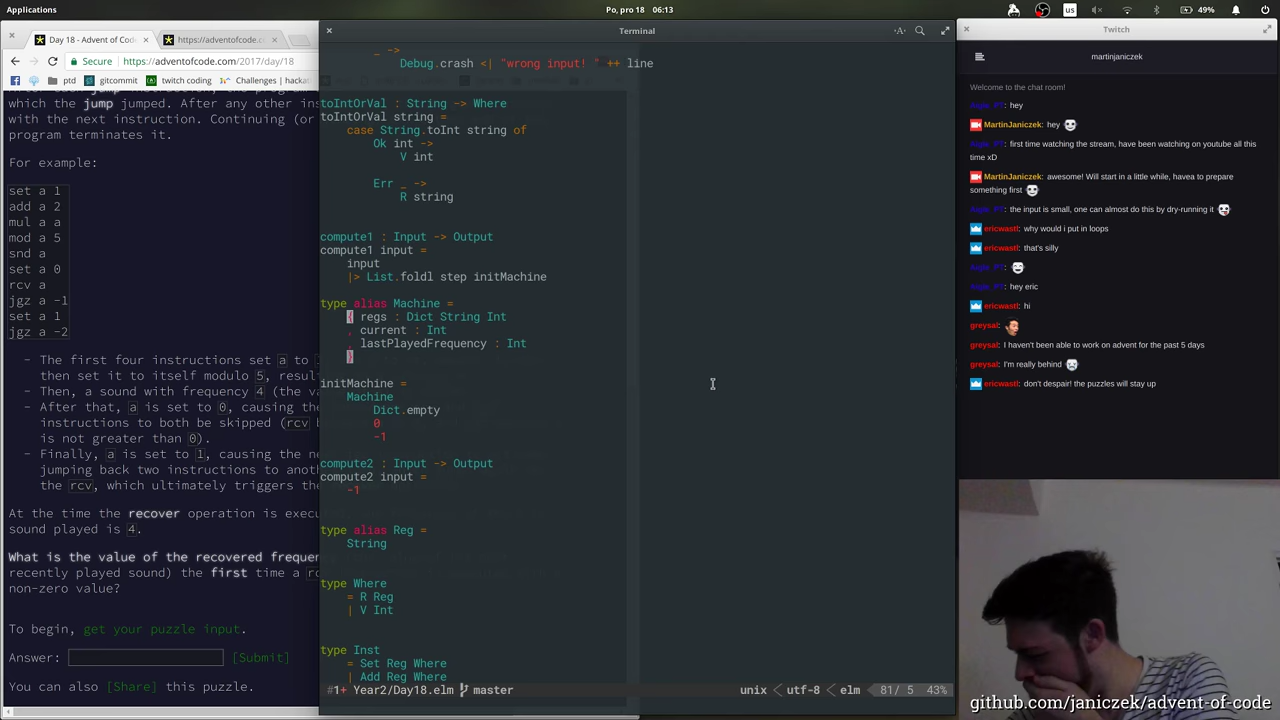 Applications
Po, pro 18 06:13
us
49%
Day 18 - Advent of Cod
https://adventofcode.c
Terminal
Twitch
Secure
https://adventofcode.com/2017/day/18
ptd
gitcommit
twitch coding
Challenges | hackat
which the jump jumped. After any other ins
with the next instruction. Continuing (or
program terminates it.
For example:
set a 1
add a 2
mul a a
mod a 5
snd a
set a 0
rcv a
jgz a -1
set a 1
jgz a -2
- The first four instructions set a to 1
then set it to itself modulo 5, resul
- Then, a sound with frequency 4 (the v
- After that, a is set to 0, causing the
instructions to both be skipped (rcv b
is not greater than 0).
- Finally, a is set to 1, causing the ne
jumping back two instructions to anot
the rcv, which ultimately triggers the
At the time the recover operation is execu
sound played is 4.
What is the value of the recovered frequen
recently played sound) the first time a rc
non-zero value?
To begin, get your puzzle input.
Answer: [Submit]
You can also [Share] this puzzle.
_ ->
Debug.crash <| "wrong input! " ++ line
toIntOrVal : String -> Where
toIntOrVal string =
case String.toInt string of
Ok int ->
V int
Err _ ->
R string
compute1 : Input -> Output
compute1 input =
input
|> List.foldl step initMachine
type alias Machine =
{ regs : Dict String Int
, current : Int
, lastPlayedFrequency : Int
}
initMachine =
Machine
Dict.empty
0
-1
compute2 : Input -> Output
compute2 input =
-1
type alias Reg =
String
type Where
= R Reg
| V Int
type Inst
= Set Reg Where
| Add Reg Where
#1+ Year2/Day18.elm master
unix < utf-8 < elm 81/ 5 43%
martinjaniczek
Welcome to the chat room!
: hey
MartinJaniczek: hey
: first time watching the stream, have been watching on youtube all this
time xD
MartinJaniczek: awesome! Will start in a little while, havea to prepare
something first
: the input is small, one can almost do this by dry-running it
ericwastl: why would i put in loops
ericwastl: that's silly
: hey eric
ericwastl: hi
greysal:
greysal: I haven't been able to work on advent for the past 5 days
greysal: I'm really behind
ericwastl: don't despair! the puzzles will stay up
github.com/janiczek/advent-of-code